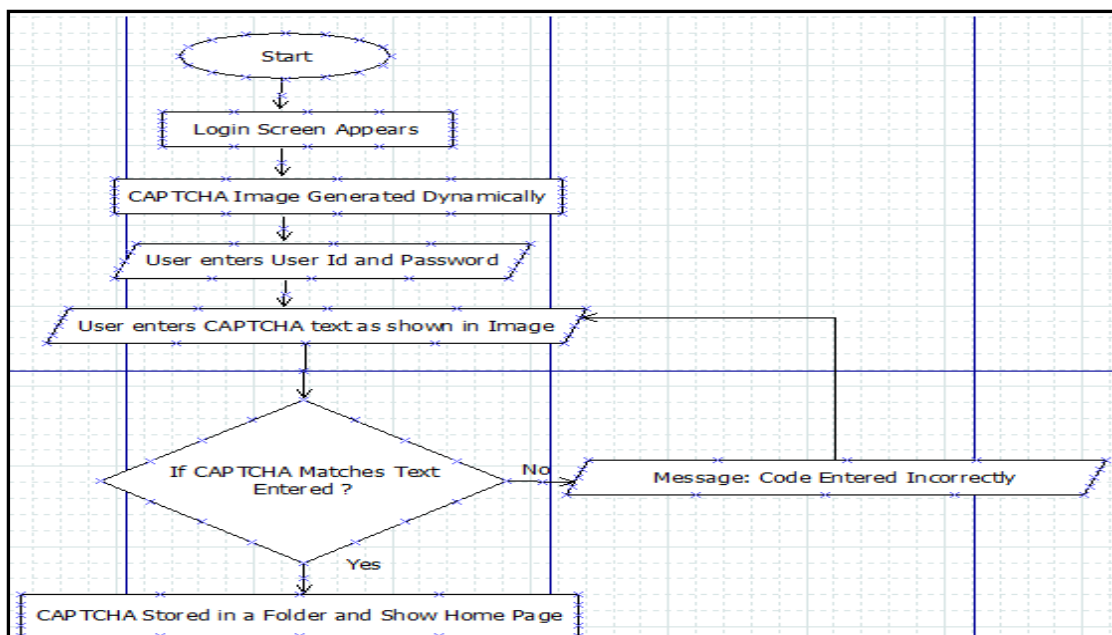 Start
Login Screen Appears
CAPTCHA Image Generated Dynamically
User enters User Id and Password
User enters CAPTCHA text as shown in Image
If CAPTCHA Matches Text
Entered ?
No
Message: Code Entered Incorrectly
Yes
CAPTCHA Stored in a Folder and Show Home Page